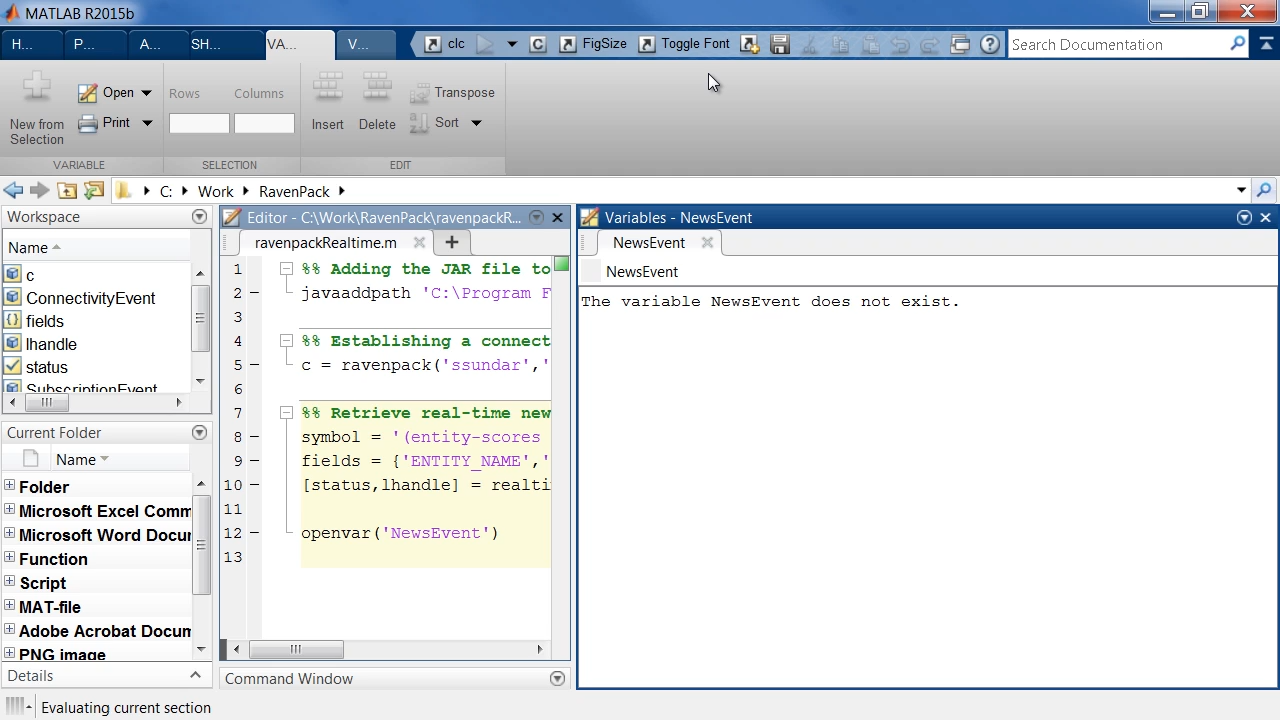 MATLAB R2015b
H... P... A... SH... VA... V... clc FigSize Toggle Font Search Documentation
New from Selection
Open
Print
Rows Columns
Insert Delete
Transpose
Sort
VARIABLE SELECTION EDIT
C: Work RavenPack
Workspace
Name
c
ConnectivityEvent
fields
lhandle
status
SubscriptionEvent
Current Folder
Name
Folder
Microsoft Excel Comm
Microsoft Word Docur
Function
Script
MAT-file
Adobe Acrobat Docum
PNG image
Details
Editor - C:\Work\RavenPack\ravenpackR...
ravenpackRealtime.m
1 %% Adding the JAR file to
2 javaaddpath 'C:\Program F
3
4 %% Establishing a connect
5 c = ravenpack('ssundar','
6
7 %% Retrieve real-time new
8 symbol = '(entity-scores
9 fields = {'ENTITY_NAME','
10 [status,lhandle] = realti
11
12 openvar('NewsEvent')
13
Command Window
Variables - NewsEvent
NewsEvent
NewsEvent
The variable NewsEvent does not exist.
Evaluating current section